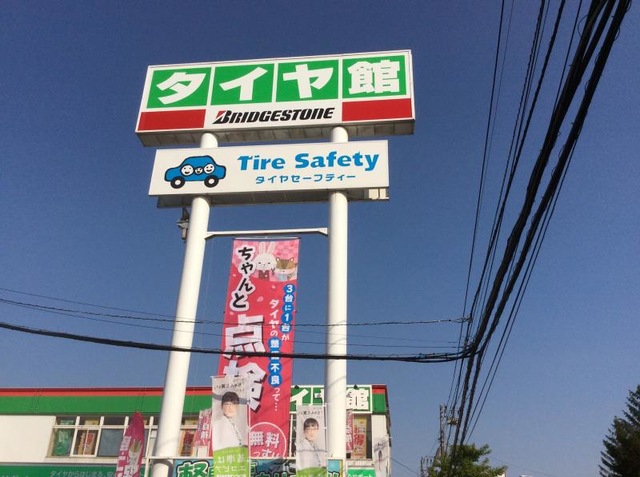 タイヤ館
BRIDGESTONE
Tire Safety
タイヤセーフティー
ちゃんと
点検
3台に1台が
タイヤの整備不良って…
無料
タイヤ館